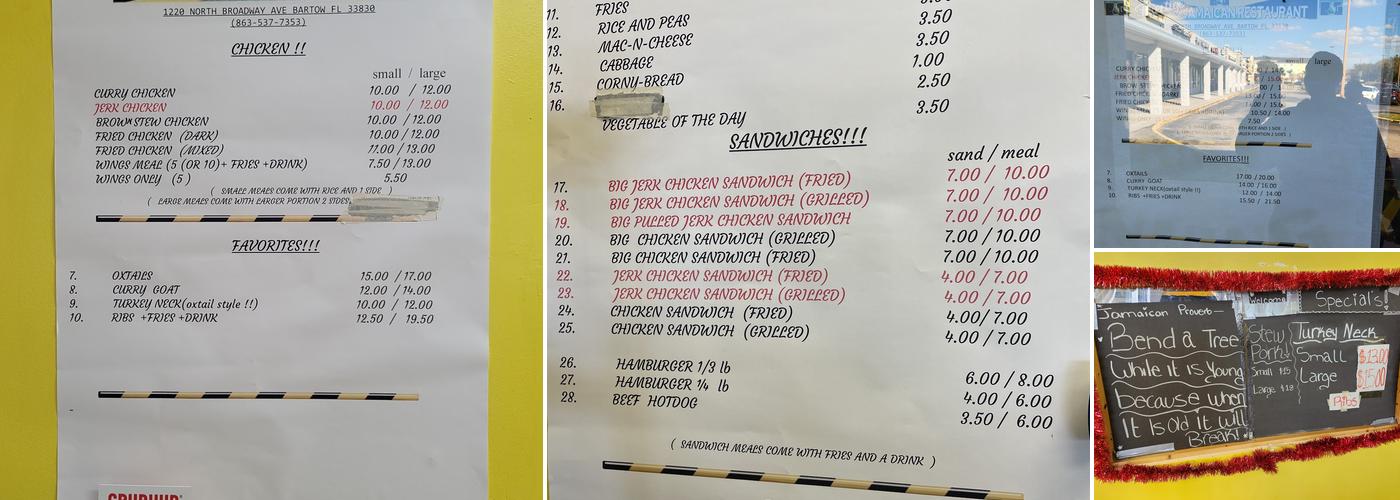 1220 NORTH BROADWAY AVE BARTOW FL 33830
(863-537-7353)
CHICKEN !!
small / large
CURRY CHICKEN 10.00 / 12.00
JERK CHICKEN 10.00 / 12.00
BROWN STEW CHICKEN 10.00 / 12.00
FRIED CHICKEN (DARK) 10.00 / 12.00
FRIED CHICKEN (MIXED) 11.00 / 13.00
WINGS MEAL (5 (OR 10)+ FRIES +DRINK) 7.50 / 13.00
WINGS ONLY (5 ) 5.50
( SMALL MEALS COME WITH RICE AND 1 SIDE )
( LARGE MEALS COME WITH LARGER PORTION 2 SIDES,
FAVORITES!!!
7. OXTAILS 15.00 / 17.00
8. CURRY GOAT 12.00 / 14.00
9. TURKEY NECK(oxtail style !!) 10.00 / 12.00
10. RIBS +FRIES +DRINK 12.50 / 19.50
11. FRIES
12. RICE AND PEAS 3.50
13. MAC-N-CHEESE 3.50
14. CABBAGE 1.00
15. CORNY-BREAD 2.50
16. 3.50
VEGETABLE OF THE DAY
SANDWICHES!!!
sand / meal
17. BIG JERK CHICKEN SANDWICH (FRIED) 7.00 / 10.00
18. BIG JERK CHICKEN SANDWICH (GRILLED) 7.00 / 10.00
19. BIG PULLED JERK CHICKEN SANDWICH 7.00 / 10.00
20. BIG CHICKEN SANDWICH (GRILLED) 7.00 / 10.00
21. BIG CHICKEN SANDWICH (FRIED) 7.00 / 10.00
22. JERK CHICKEN SANDWICH (FRIED) 4.00 / 7.00
23. JERK CHICKEN SANDWICH (GRILLED) 4.00 / 7.00
24. CHICKEN SANDWICH (FRIED) 4.00/ 7.00
25. CHICKEN SANDWICH (GRILLED) 4.00 / 7.00
26. HAMBURGER 1/3 lb 6.00 / 8.00
27. HAMBURGER ¼ lb 4.00 / 6.00
28. BEEF HOTDOG 3.50 / 6.00
( SANDWICH MEALS COME WITH FRIES AND A DRINK )
JAMAICAN RESTAURANT
small / large
FAVORITES!!!
7. OXTAILS 17.00 / 20.00
8. CURRY GOAT 14.00 / 16.00
9. TURKEY NECK(oxtail style !!) 12.00 / 14.00
10. RIBS +FRIES +DRINK 15.50 / 21.50
Jamaican Proverb—
Bend a Tree
While it is Young
because when
It Is old it will
Break!
Welcome
Special's!
Stew
Pork!
Small $15
Large $18
Turkey Neck
Small $13.00
Large $15.00
Ribs